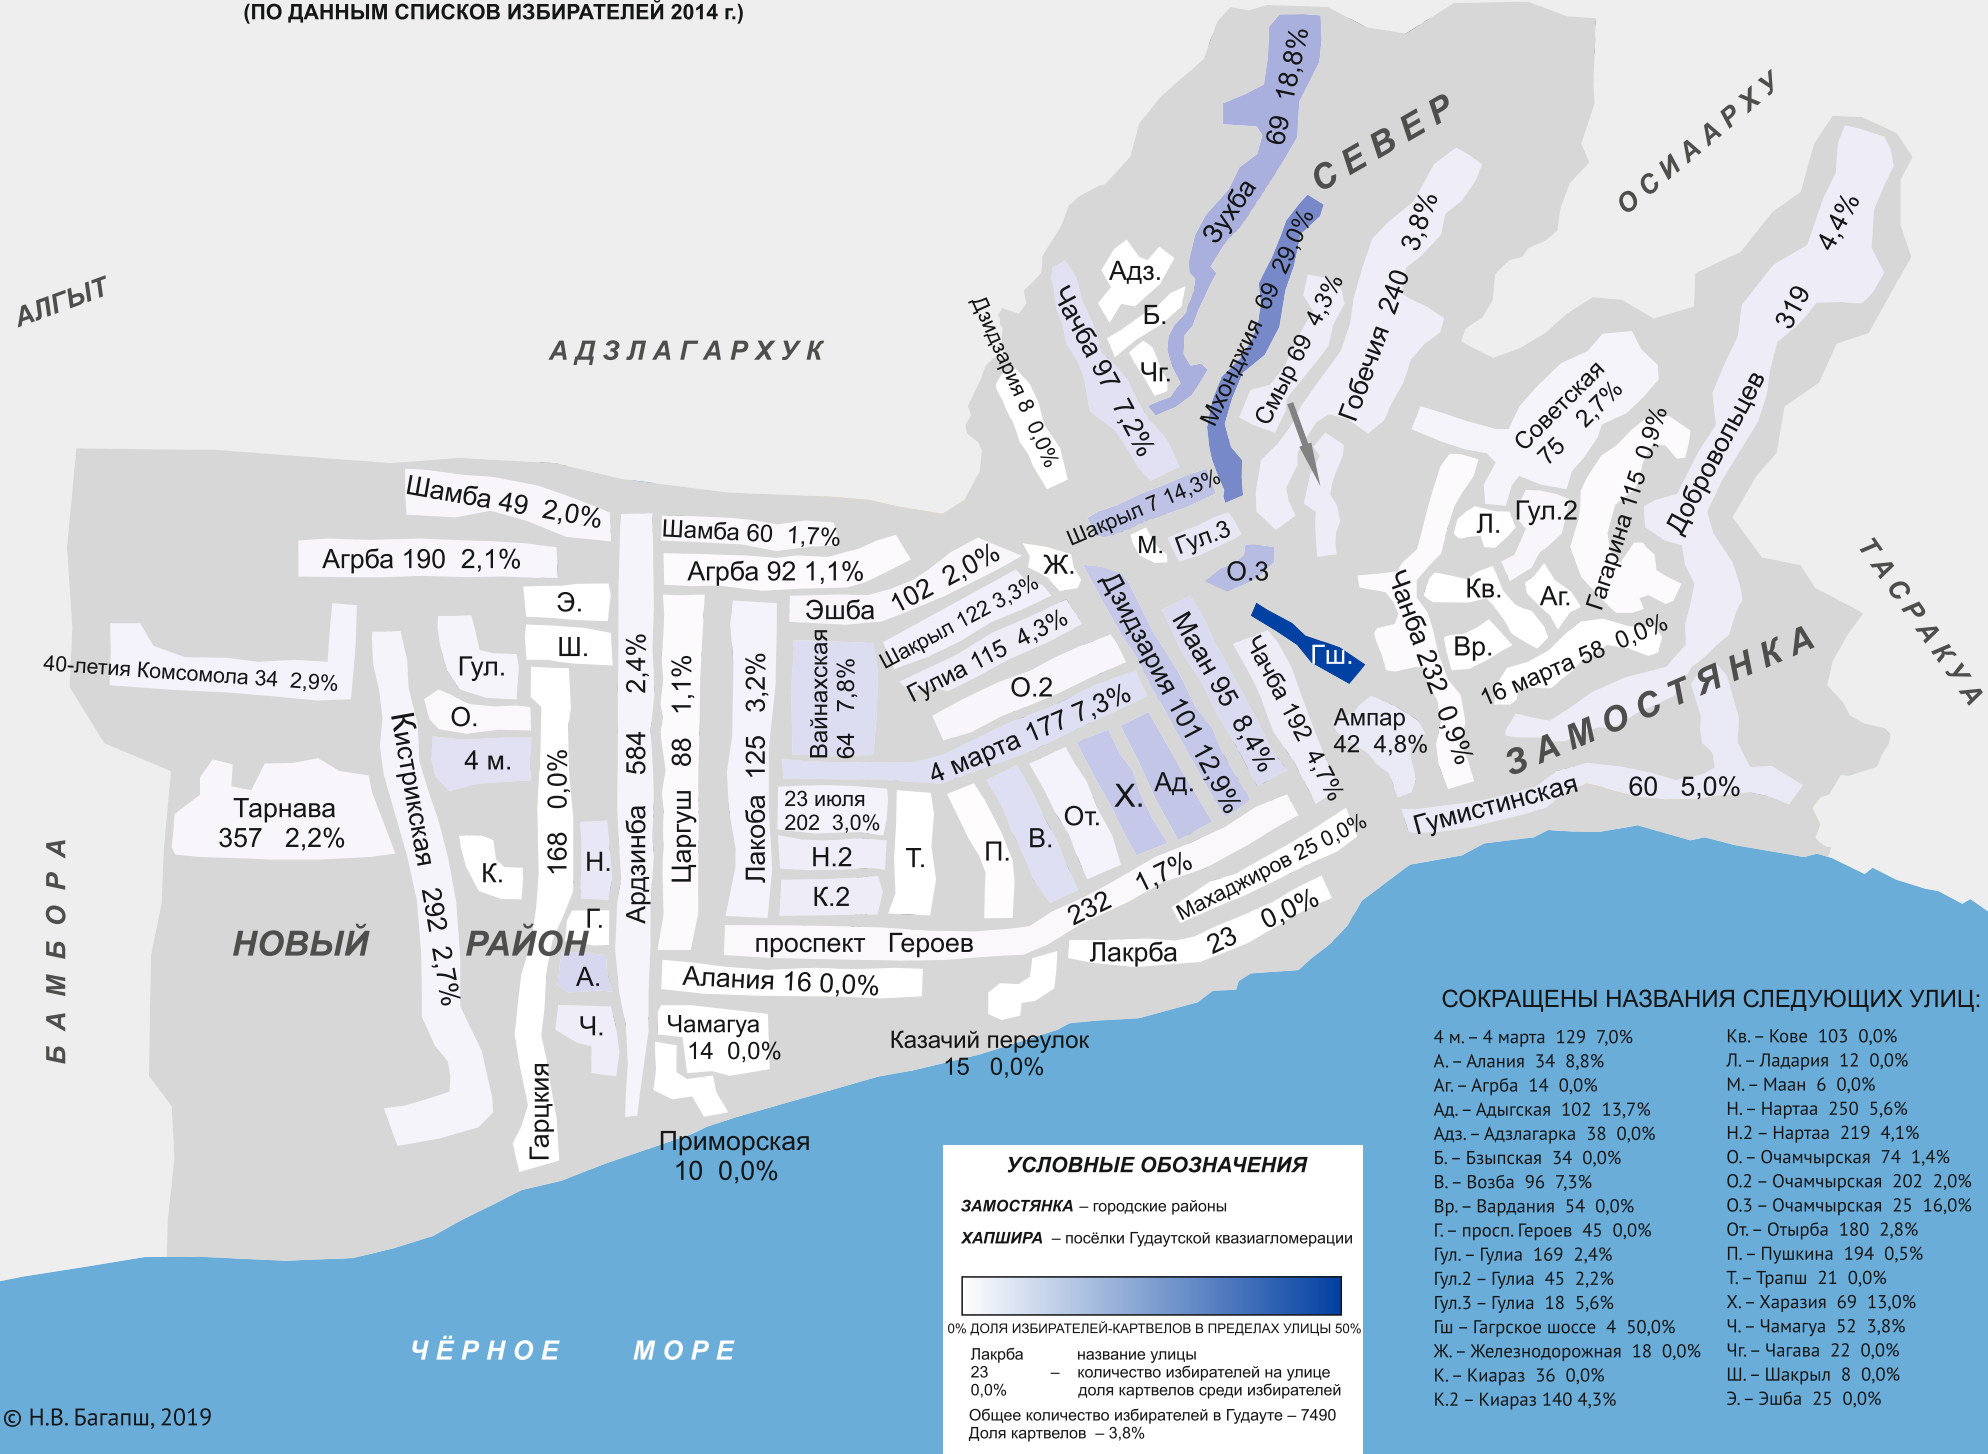 (ПО ДАННЫМ СПИСКОВ ИЗБИРАТЕЛЕЙ 2014 г.)
АЛГЫТ
АДЗЛАГАРХУК
СЕВЕР
ОСИААРХУ
ТАСРАКУА
ЗАМОСТЯНКА
БАМБОРА
НОВЫЙ РАЙОН
Зухба 69 18,8%
Мхонджия 69 29,0%
Смыр 69 4,3%
Гобечия 240 3,8%
Адз.
Б.
Чг.
Чачба 97 7,2%
Дзидзария 8 0,0%
Шакрыл 7 14,3%
М.
Гул.3
О.3
Гш.
Советская
75 2,7%
Гагарина 115 0,9%
Добровольцев 319 4,4%
Л.
Гул.2
Кв.
Аг.
Вр.
Чанба 232 0,9%
16 марта 58 0,0%
Гумистинская 60 5,0%
Ампар
42 4,8%
Шамба 49 2,0%
Агрба 190 2,1%
Шамба 60 1,7%
Агрба 92 1,1%
Эшба 102 2,0%
Ж.
Шакрыл 122 3,3%
Гулиа 115 4,3%
О.2
4 марта 177 7,3%
Дзидзария 101 12,9%
Маан 95 8,4%
Чачба 192 4,7%
Э.
Ш.
40-летия Комсомола 34 2,9%
Гул.
О.
4 м.
Тарнава
357 2,2%
Кистрикская 292 2,7%
К.
Гарцкия 168 0,0%
Н.
Г.
А.
Ч.
Ардзинба 584 2,4%
Царгуш 88 1,1%
Лакоба 125 3,2%
Вайнахская
64 7,8%
23 июля
202 3,0%
Н.2
К.2
Т.
П.
В.
От.
Х.
Ад.
проспект Героев 232 1,7%
Махаджиров 25 0,0%
Лакрба 23 0,0%
Алания 16 0,0%
Чамагуа
14 0,0%
Казачий переулок
15 0,0%
Приморская
10 0,0%
ЧЁРНОЕ МОРЕ
© Н.В. Багапш, 2019
УСЛОВНЫЕ ОБОЗНАЧЕНИЯ
ЗАМОСТЯНКА – городские районы
ХАПШИРА – посёлки Гудаутской квазиагломерации
0% ДОЛЯ ИЗБИРАТЕЛЕЙ-КАРТВЕЛОВ В ПРЕДЕЛАХ УЛИЦЫ 50%
Лакрба название улицы
23 – количество избирателей на улице
0,0% доля картвелов среди избирателей
Общее количество избирателей в Гудауте – 7490
Доля картвелов – 3,8%
СОКРАЩЕНЫ НАЗВАНИЯ СЛЕДУЮЩИХ УЛИЦ:
4 м. – 4 марта 129 7,0%
А. – Алания 34 8,8%
Аг. – Агрба 14 0,0%
Ад. – Адыгская 102 13,7%
Адз. – Адзлагарка 38 0,0%
Б. – Бзыпская 34 0,0%
В. – Возба 96 7,3%
Вр. – Вардания 54 0,0%
Г. – просп. Героев 45 0,0%
Гул. – Гулиа 169 2,4%
Гул.2 – Гулиа 45 2,2%
Гул.3 – Гулиа 18 5,6%
Гш – Гагрское шоссе 4 50,0%
Ж. – Железнодорожная 18 0,0%
К. – Киараз 36 0,0%
К.2 – Киараз 140 4,3%
Кв. – Кове 103 0,0%
Л. – Ладария 12 0,0%
М. – Маан 6 0,0%
Н. – Нартаа 250 5,6%
Н.2 – Нартаа 219 4,1%
О. – Очамчырская 74 1,4%
О.2 – Очамчырская 202 2,0%
О.3 – Очамчырская 25 16,0%
От. – Отырба 180 2,8%
П. – Пушкина 194 0,5%
Т. – Трапш 21 0,0%
Х. – Харазия 69 13,0%
Ч. – Чамагуа 52 3,8%
Чг. – Чагава 22 0,0%
Ш. – Шакрыл 8 0,0%
Э. – Эшба 25 0,0%